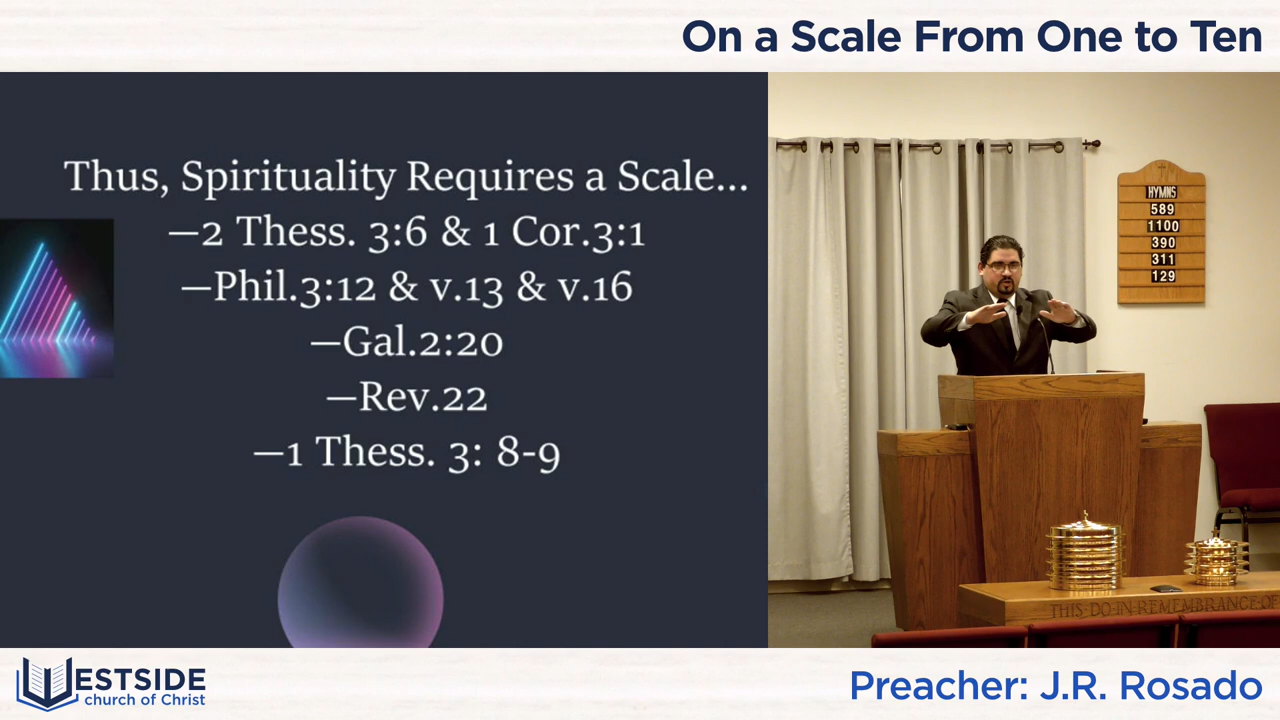 On a Scale From One to Ten
Thus, Spirituality Requires a Scale...
—2 Thess. 3:6 & 1 Cor.3:1
—Phil.3:12 & v.13 & v.16
—Gal.2:20
—Rev.22
—1 Thess. 3: 8-9
HYMNS
589
1100
390
311
129
THIS DO IN REMEMBRANCE OF
WESTSIDE
church of Christ
Preacher: J.R. Rosado